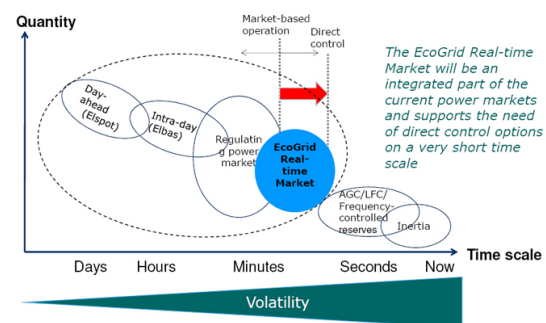 Quantity
Market-based
operation
Direct
control
The EcoGrid Real-time
Market will be an
integrated part of the
current power markets
and supports the need
of direct control options
on a very short time
scale
Day-
ahead
(Elspot)
Intra-day
(Elbas)
Regulatin
g power
market
EcoGrid
Real-
time
Market
AGC/LFC/
Frequency-
controlled
reserves
Inertia
Time scale
Days Hours Minutes Seconds Now
Volatility